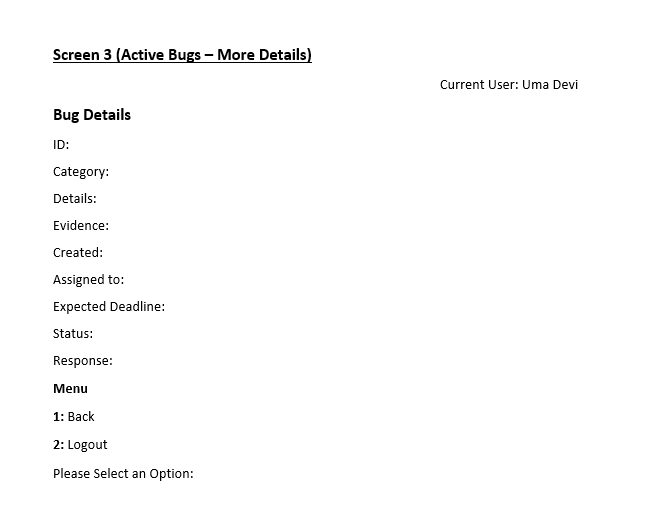 Screen 3 (Active Bugs – More Details)
Current User: Uma Devi
Bug Details
ID:
Category:
Details:
Evidence:
Created:
Assigned to:
Expected Deadline:
Status:
Response:
Menu
1: Back
2: Logout
Please Select an Option: